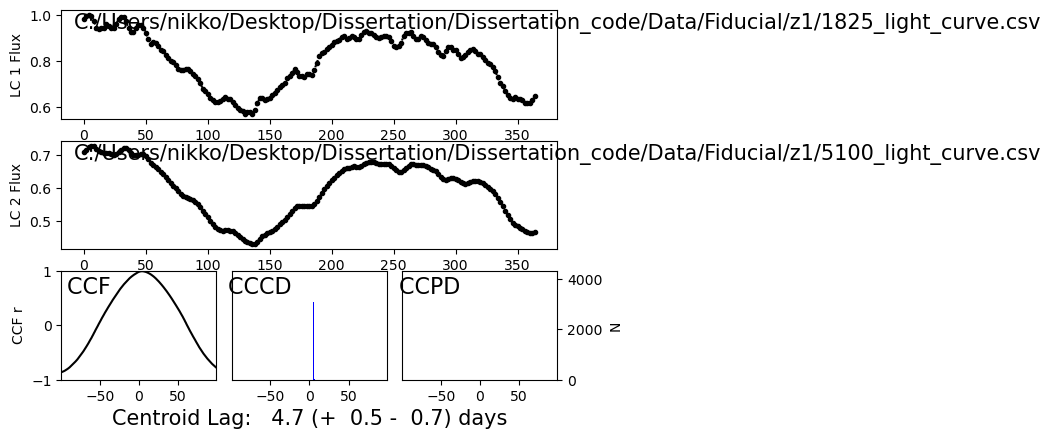 C:/Users/nikko/Desktop/Dissertation/Dissertation_code/Data/Fiducial/z1/1825_light_curve.csv
LC 1 Flux
1.0
0.8
0.6
0 50 100 150 200 250 300 350
C:/Users/nikko/Desktop/Dissertation/Dissertation_code/Data/Fiducial/z1/5100_light_curve.csv
LC 2 Flux
0.7
0.6
0.5
0 50 100 150 200 250 300 350
CCF r
1
0
−1
CCF
−50 0 50
CCCD
−50 0 50
CCPD
−50 0 50
4000
2000
0
N
Centroid Lag: 4.7 (+ 0.5 - 0.7) days